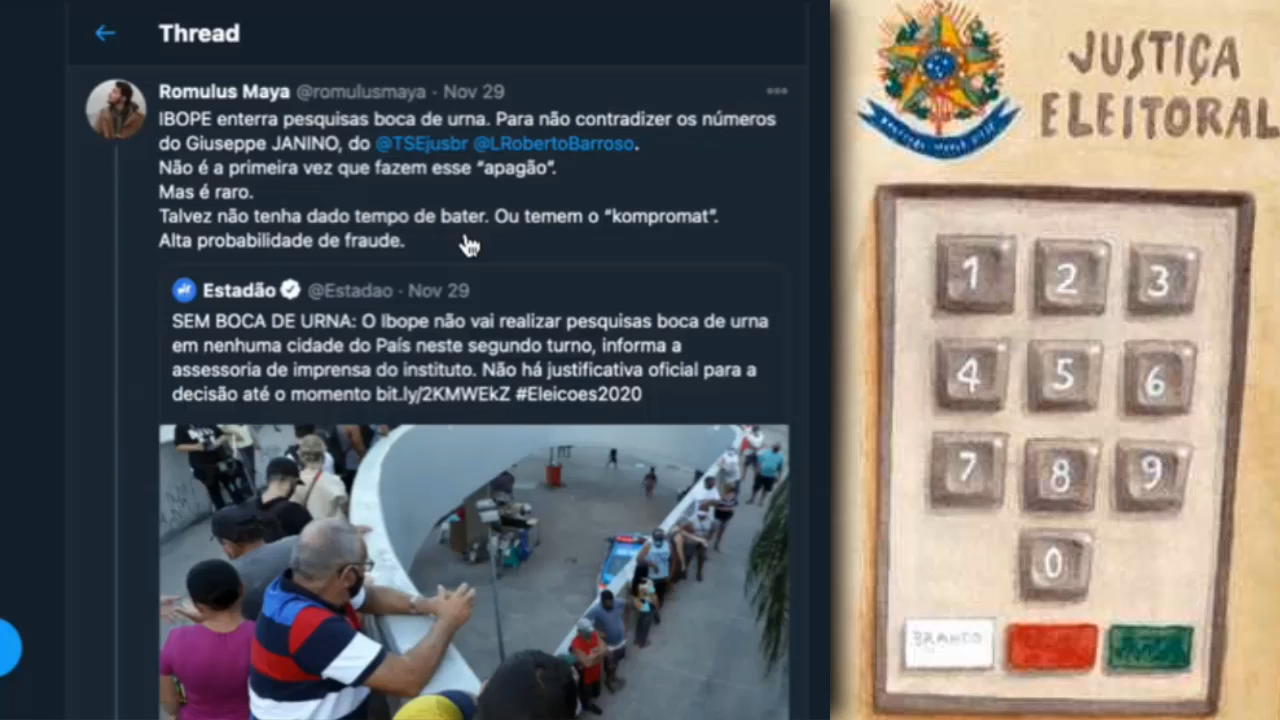 Thread
Romulus Maya @romulusmaya · Nov 29
IBOPE enterra pesquisas boca de urna. Para não contradizer os números
do Giuseppe JANINO, do @TSEjusbr @LRobertoBarroso.
Não é a primeira vez que fazem esse “apagão”.
Mas é raro.
Talvez não tenha dado tempo de bater. Ou temem o “kompromat”.
Alta probabilidade de fraude.
Estadão @Estadao · Nov 29
SEM BOCA DE URNA: O Ibope não vai realizar pesquisas boca de urna
em nenhuma cidade do País neste segundo turno, informa a
assessoria de imprensa do instituto. Não há justificativa oficial para a
decisão até o momento bit.ly/2KMWEkZ #Eleicoes2020
JUSTIÇA
ELEITORAL
1 2 3
4 5 6
7 8 9
0
BRANCO